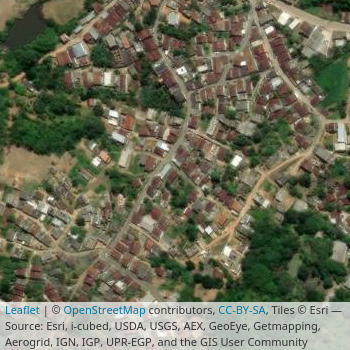 Leaflet | © OpenStreetMap contributors, CC-BY-SA, Tiles © Esri —
Source: Esri, i-cubed, USDA, USGS, AEX, GeoEye, Getmapping,
Aerogrid, IGN, IGP, UPR-EGP, and the GIS User Community